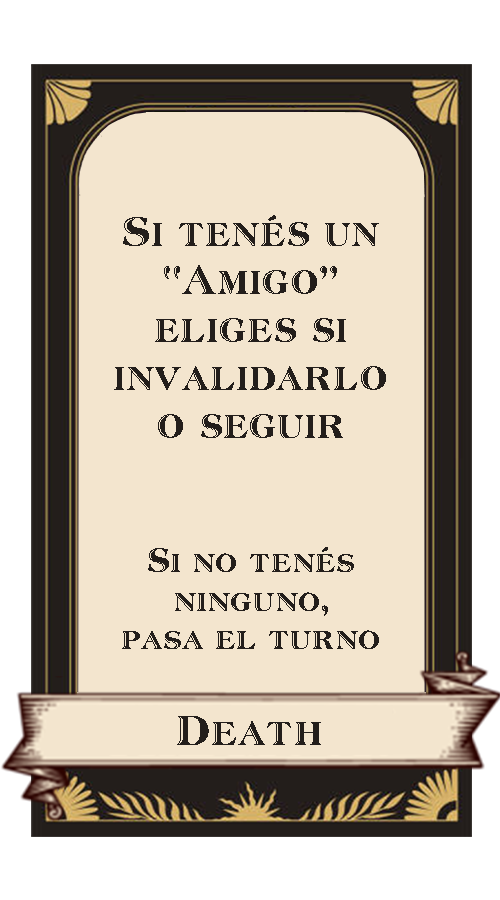 Si tenés un
"Amigo"
eliges si
invalidarlo
o seguir
Si no tenés
ninguno,
pasa el turno
Death